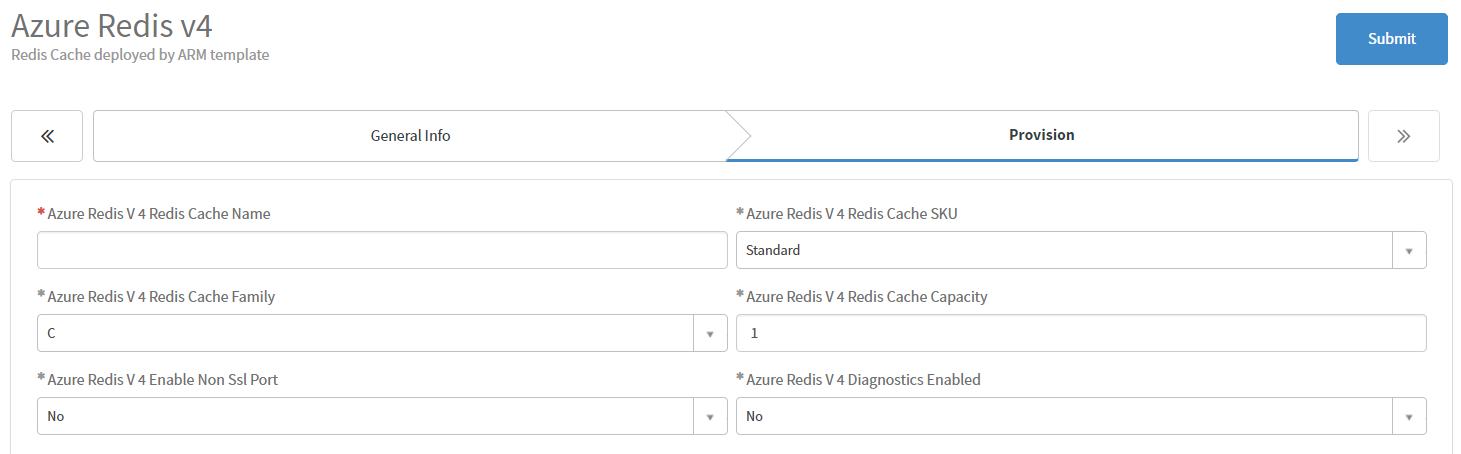 Azure Redis v4
Redis Cache deployed by ARM template
Submit
«
General Info
Provision
»
* Azure Redis V 4 Redis Cache Name
* Azure Redis V 4 Redis Cache SKU
Standard
* Azure Redis V 4 Redis Cache Family
* Azure Redis V 4 Redis Cache Capacity
C
1
* Azure Redis V 4 Enable Non Ssl Port
* Azure Redis V 4 Diagnostics Enabled
No
No